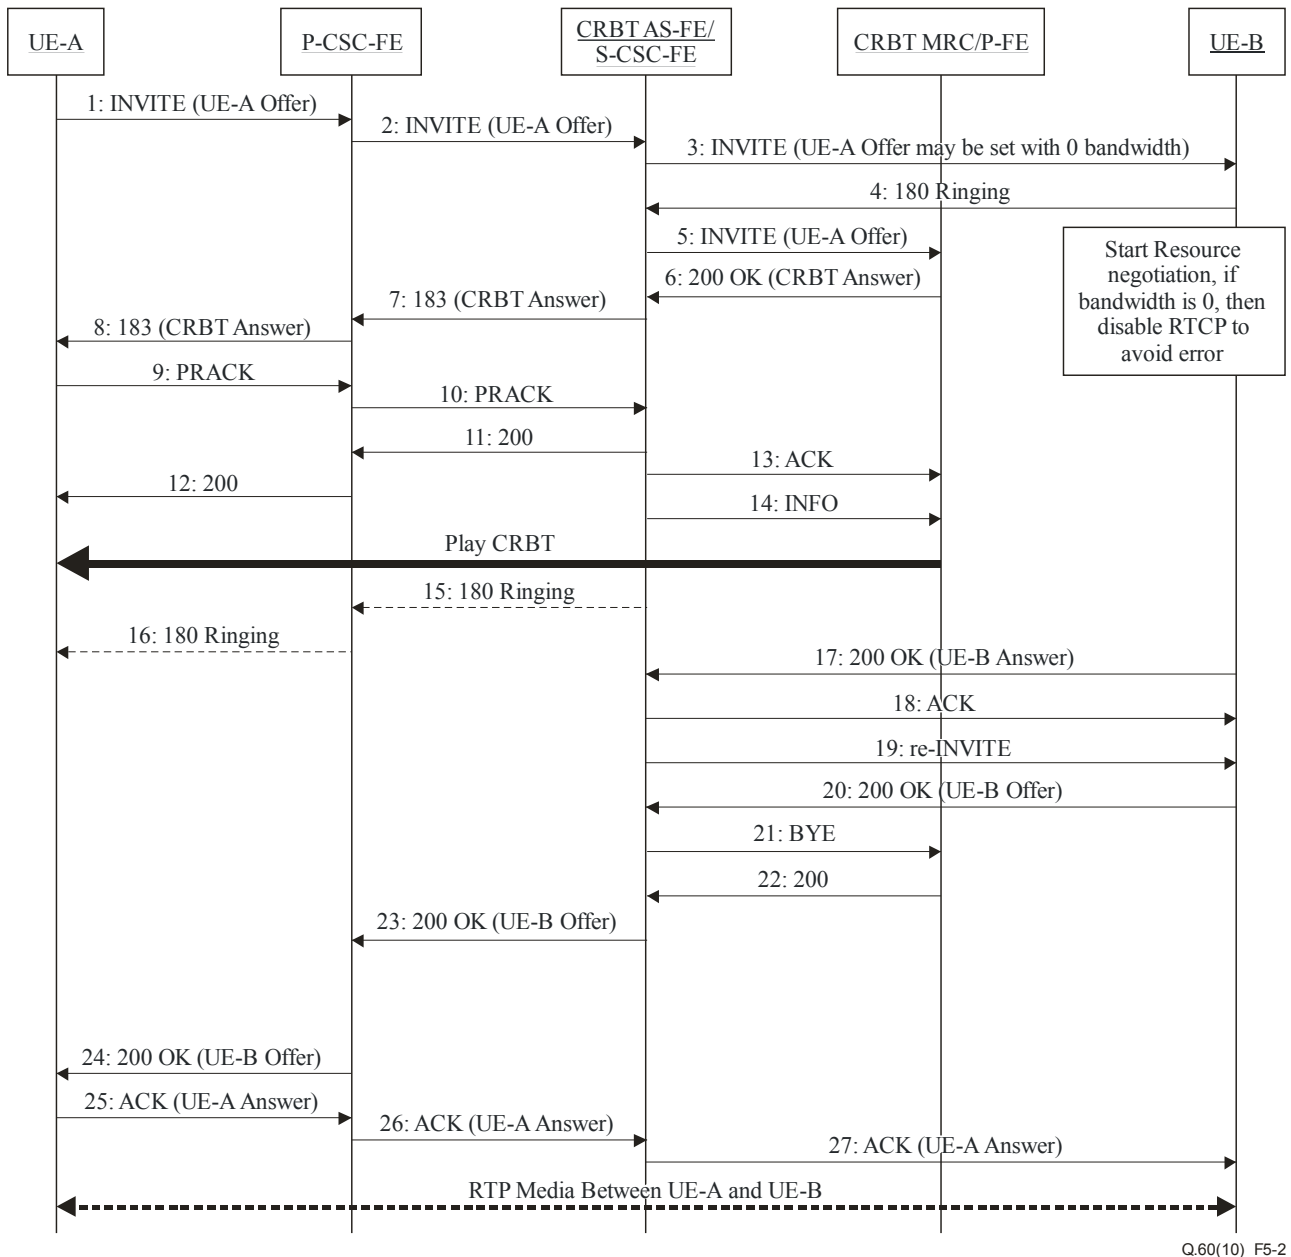 UE-A
P-CSC-FE
CRBT AS-FE/
S-CSC-FE
CRBT MRC/P-FE
UE-B
1: INVITE (UE-A Offer)
2: INVITE (UE-A Offer)
3: INVITE (UE-A Offer may be set with 0 bandwidth)
4: 180 Ringing
5: INVITE (UE-A Offer)
Start Resource
negotiation, if
bandwidth is 0, then
disable RTCP to
avoid error
6: 200 OK (CRBT Answer)
7: 183 (CRBT Answer)
8: 183 (CRBT Answer)
9: PRACK
10: PRACK
11: 200
13: ACK
12: 200
14: INFO
Play CRBT
15: 180 Ringing
16: 180 Ringing
17: 200 OK (UE-B Answer)
18: ACK
19: re-INVITE
20: 200 OK (UE-B Offer)
21: BYE
22: 200
23: 200 OK (UE-B Offer)
24: 200 OK (UE-B Offer)
25: ACK (UE-A Answer)
26: ACK (UE-A Answer)
27: ACK (UE-A Answer)
RTP Media Between UE-A and UE-B
Q.60(10)_F5-2